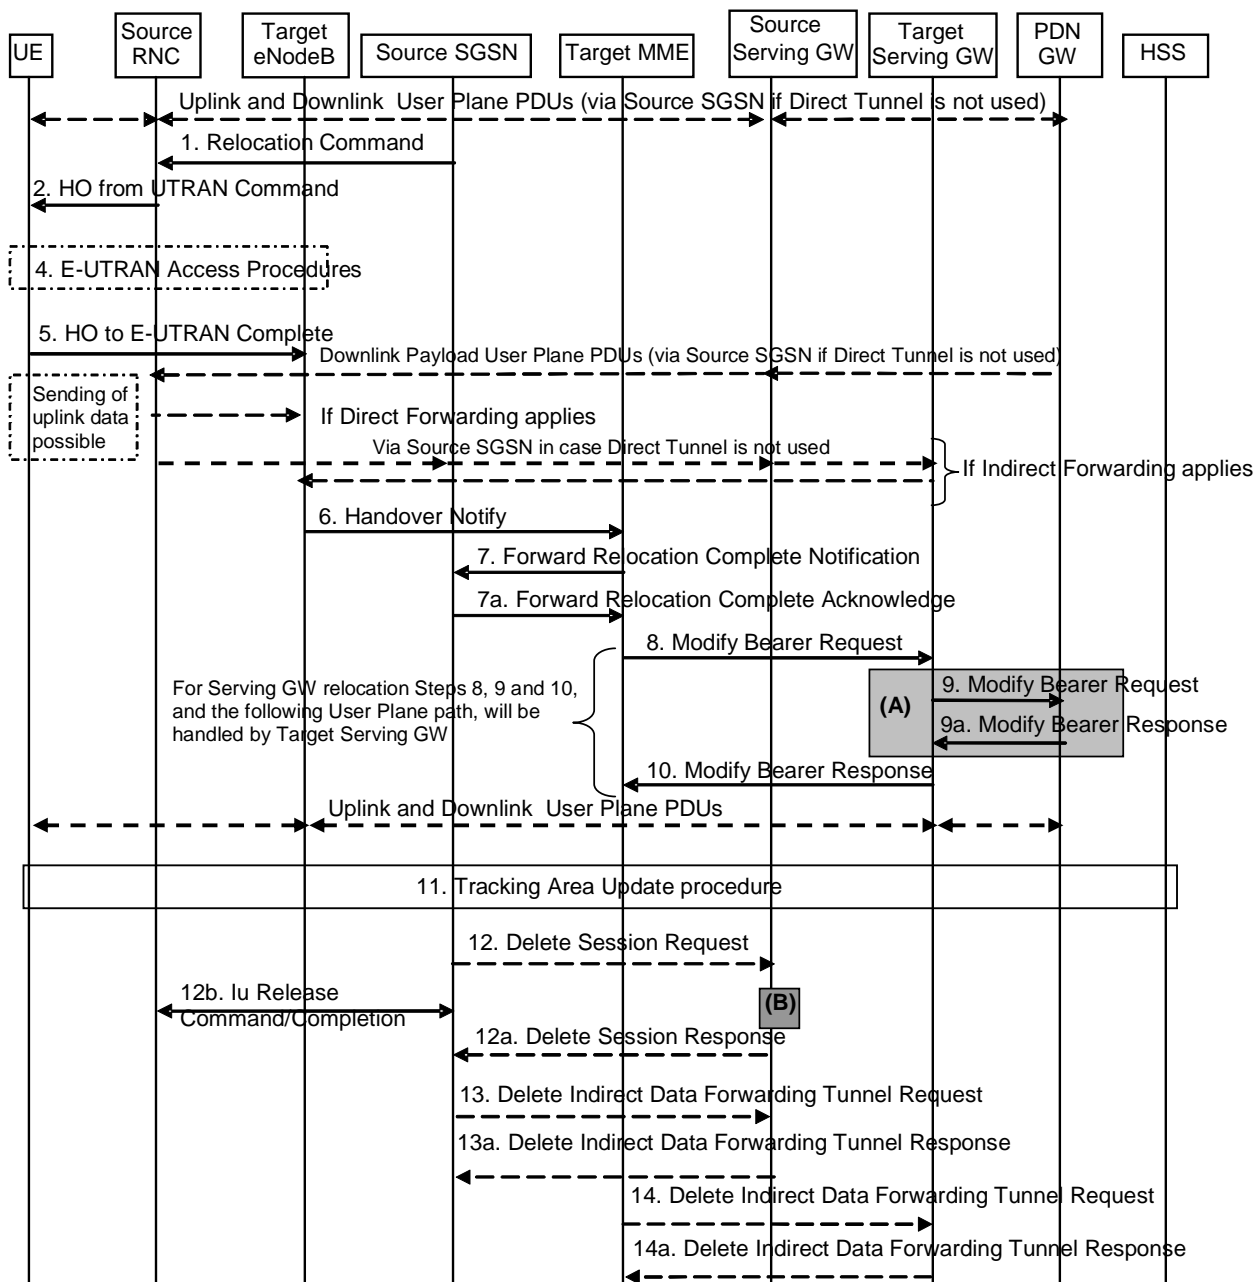 UE
Source
RNC
Target
eNodeB
Source SGSN
Target MME
Source
Serving GW
Target
Serving GW
PDN
GW
HSS
Uplink and Downlink User Plane PDUs (via Source SGSN if Direct Tunnel is not used)
1. Relocation Command
2. HO from UTRAN Command
4. E-UTRAN Access Procedures
5. HO to E-UTRAN Complete
Downlink Payload User Plane PDUs (via Source SGSN if Direct Tunnel is not used)
Sending of
uplink data
possible
If Direct Forwarding applies
Via Source SGSN in case Direct Tunnel is not used
If Indirect Forwarding applies
6. Handover Notify
7. Forward Relocation Complete Notification
7a. Forward Relocation Complete Acknowledge
8. Modify Bearer Request
For Serving GW relocation Steps 8, 9 and 10,
and the following User Plane path, will be
handled by Target Serving GW
(A)
9. Modify Bearer Request
9a. Modify Bearer Response
10. Modify Bearer Response
Uplink and Downlink User Plane PDUs
11. Tracking Area Update procedure
12. Delete Session Request
12b. Iu Release
Command/Completion
(B)
12a. Delete Session Response
13. Delete Indirect Data Forwarding Tunnel Request
13a. Delete Indirect Data Forwarding Tunnel Response
14. Delete Indirect Data Forwarding Tunnel Request
14a. Delete Indirect Data Forwarding Tunnel Response